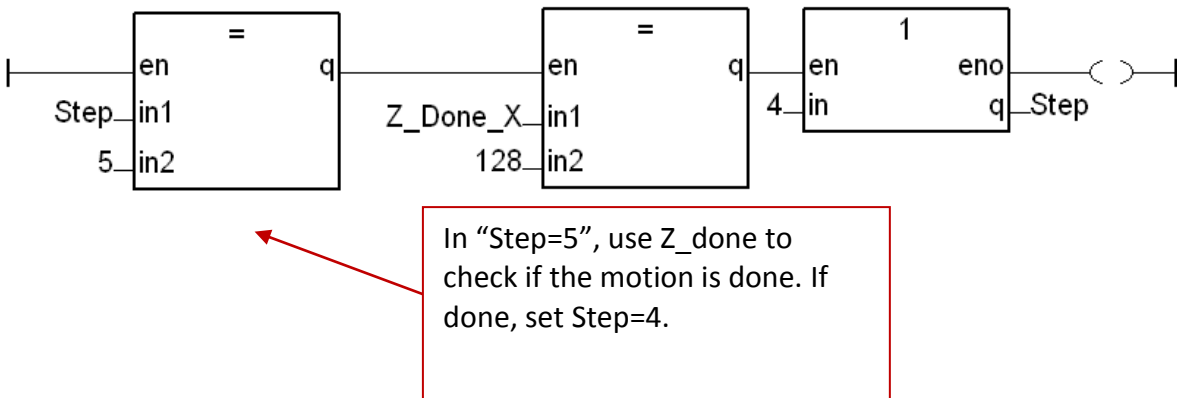 = = 1
en q en q en eno
Step in1 Z_Done_X in1 4 in q Step
5 in2 128 in2
In “Step=5”, use Z_done to
check if the motion is done. If
done, set Step=4.